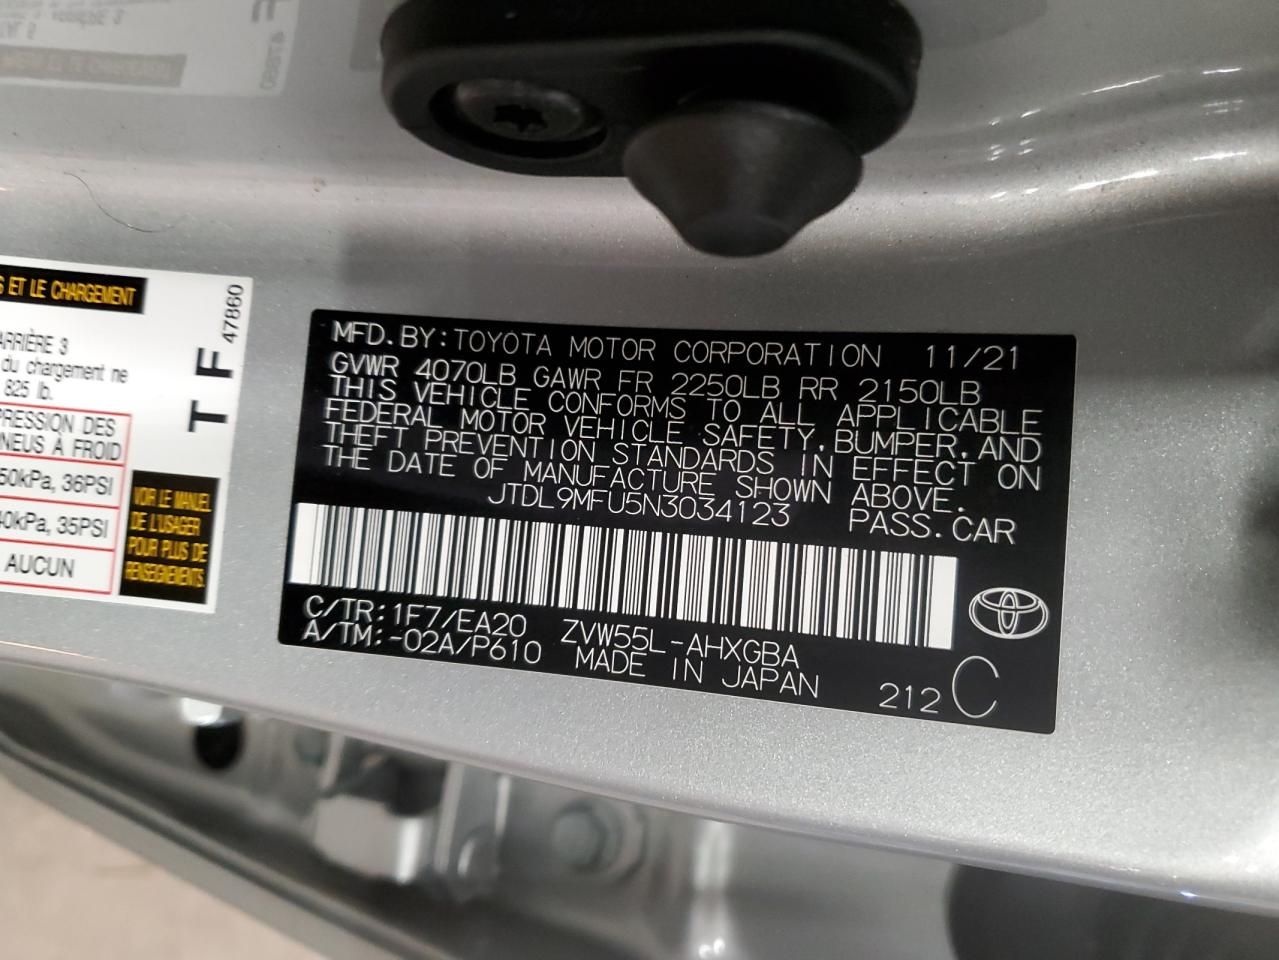 S ET LE CHARGEMENT
ARRIÈRE 3
du chargement ne
825 lb.
PRESSION DES
NEUS À FROID
50kPa, 36PSI
40kPa, 35PSI
AUCUN
T F
47860
VOIR LE MANUEL
DE L'USAGER
POUR PLUS DE
RENSEIGNEMENTS
MFD.BY:TOYOTA MOTOR CORPORATION 11/21
GVWR 4070LB GAWR FR 2250LB RR 2150LB
THIS VEHICLE CONFORMS TO ALL APPLICABLE
FEDERAL MOTOR VEHICLE SAFETY,BUMPER,AND
THEFT PREVENTION STANDARDS IN EFFECT ON
THE DATE OF MANUFACTURE SHOWN ABOVE.
JTDL9MFU5N3034123 PASS.CAR
C/TR:1F7/EA20 ZVW55L-AHXGBA
A/TM:-02A/P610 MADE IN JAPAN
212 C